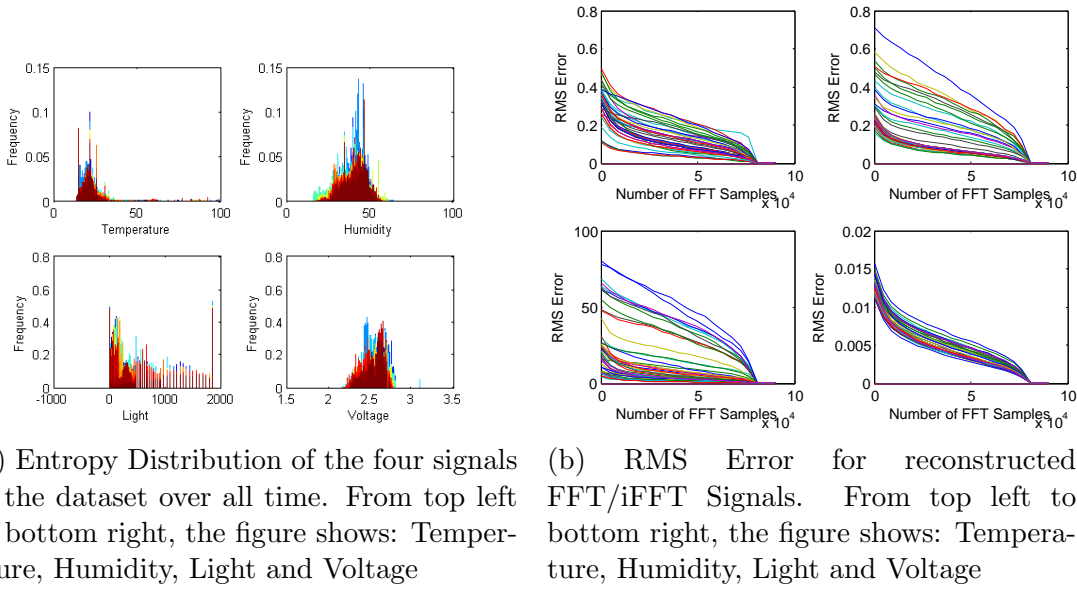 0.15
0.1
0.05
0
Frequency
0 50 100
Temperature
0.15
0.1
0.05
0
Frequency
0 50 100
Humidity
0.8
0.6
0.4
0.2
0
Frequency
-1000 0 1000 2000
Light
0.8
0.6
0.4
0.2
0
Frequency
1.5 2 2.5 3 3.5
Voltage
) Entropy Distribution of the four signals
the dataset over all time. From top left
bottom right, the figure shows: Temper-
ure, Humidity, Light and Voltage
0.8
0.6
0.4
0.2
0
RMS Error
0 5 10
Number of FFT Samples
x 10^4
0.8
0.6
0.4
0.2
0
RMS Error
0 5 10
Number of FFT Samples
x 10^4
100
50
0
RMS Error
0 5 10
Number of FFT Samples
x 10^4
0.02
0.015
0.01
0.005
0
RMS Error
0 5 10
Number of FFT Samples
x 10^4
(b) RMS Error for reconstructed
FFT/iFFT Signals. From top left to
bottom right, the figure shows: Tempera-
ture, Humidity, Light and Voltage